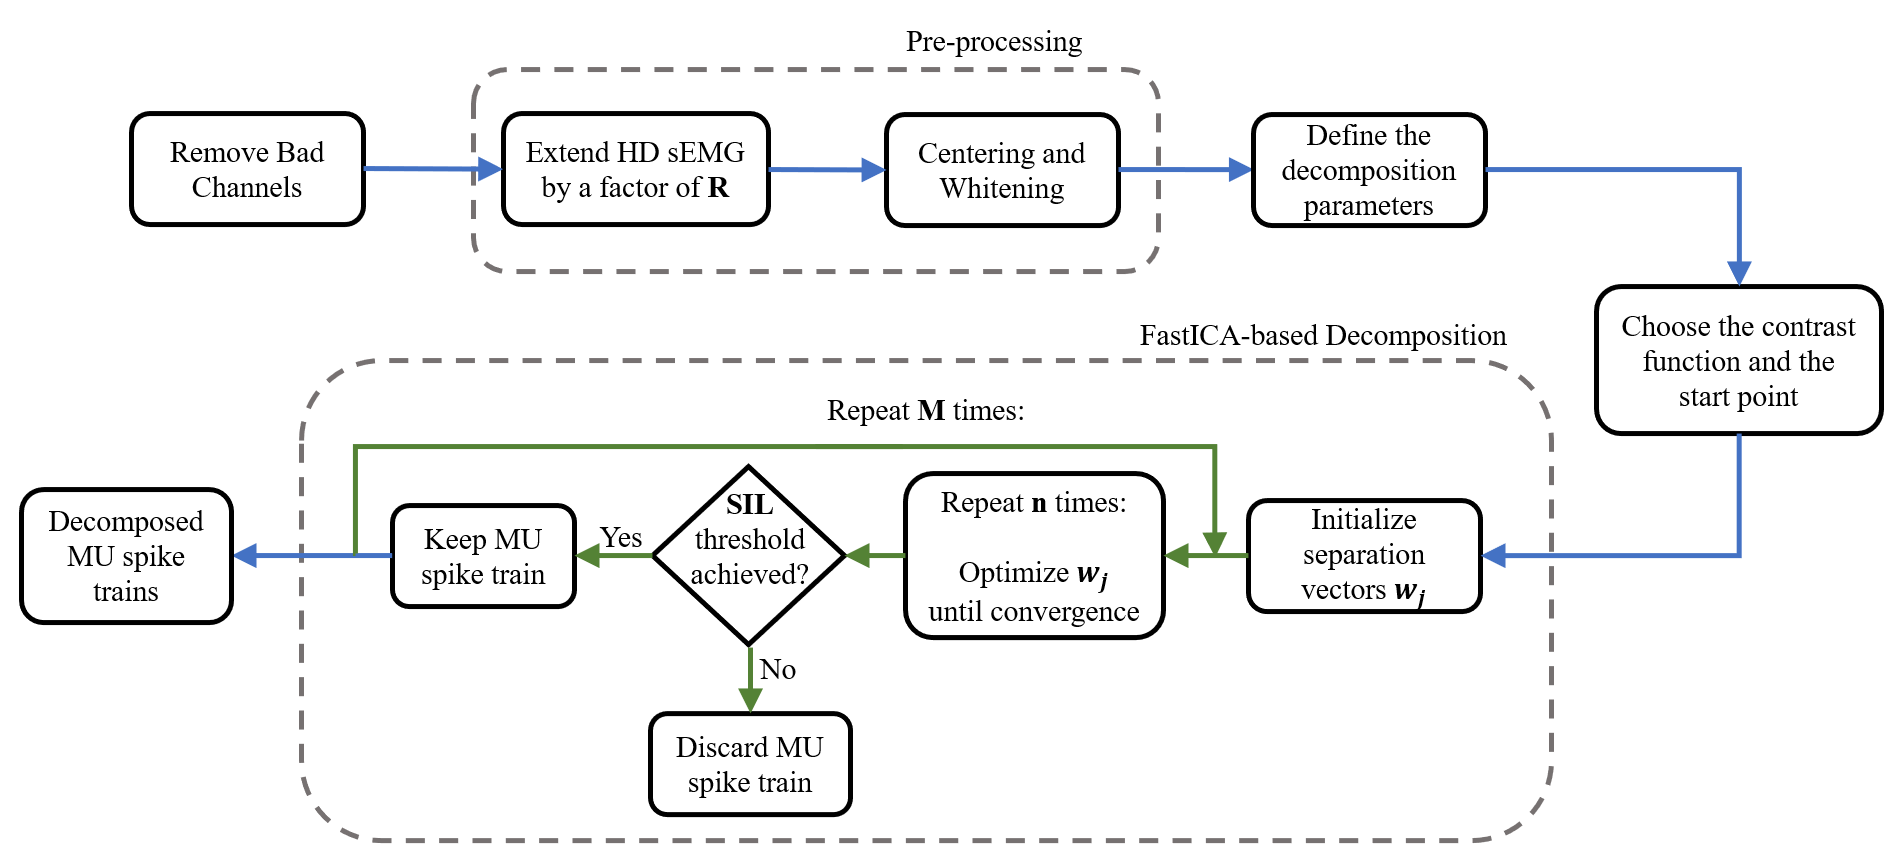 Pre-processing
Remove Bad
Channels
Extend HD sEMG
by a factor of R
Centering and
Whitening
Define the
decomposition
parameters
Choose the contrast
function and the
start point
FastICA-based Decomposition
Repeat M times:
Initialize
separation
vectors wj
Repeat n times:
Optimize wj
until convergence
SIL
threshold
achieved?
Yes
Keep MU
spike train
Decomposed
MU spike
trains
No
Discard MU
spike train